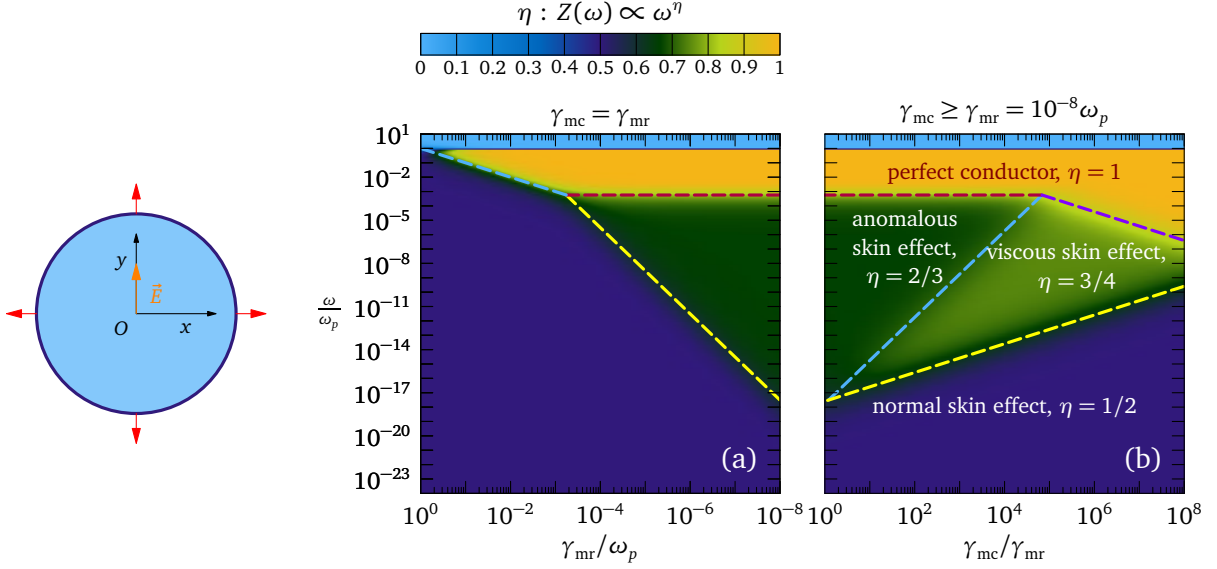 η : Z(ω) ∝ ω^η
0 0.1 0.2 0.3 0.4 0.5 0.6 0.7 0.8 0.9 1
y
E⃗
O
x
γ_mc = γ_mr
ω/ω_p
10^1
10^−2
10^−5
10^−8
10^−11
10^−14
10^−17
10^−20
10^−23
(a)
10^0 10^−2 10^−4 10^−6 10^−8
γ_mr/ω_p
γ_mc ≥ γ_mr = 10^−8 ω_p
perfect conductor, η = 1
anomalous
skin effect,
η = 2/3
viscous skin effect,
η = 3/4
normal skin effect, η = 1/2
(b)
10^0 10^2 10^4 10^6 10^8
γ_mc/γ_mr